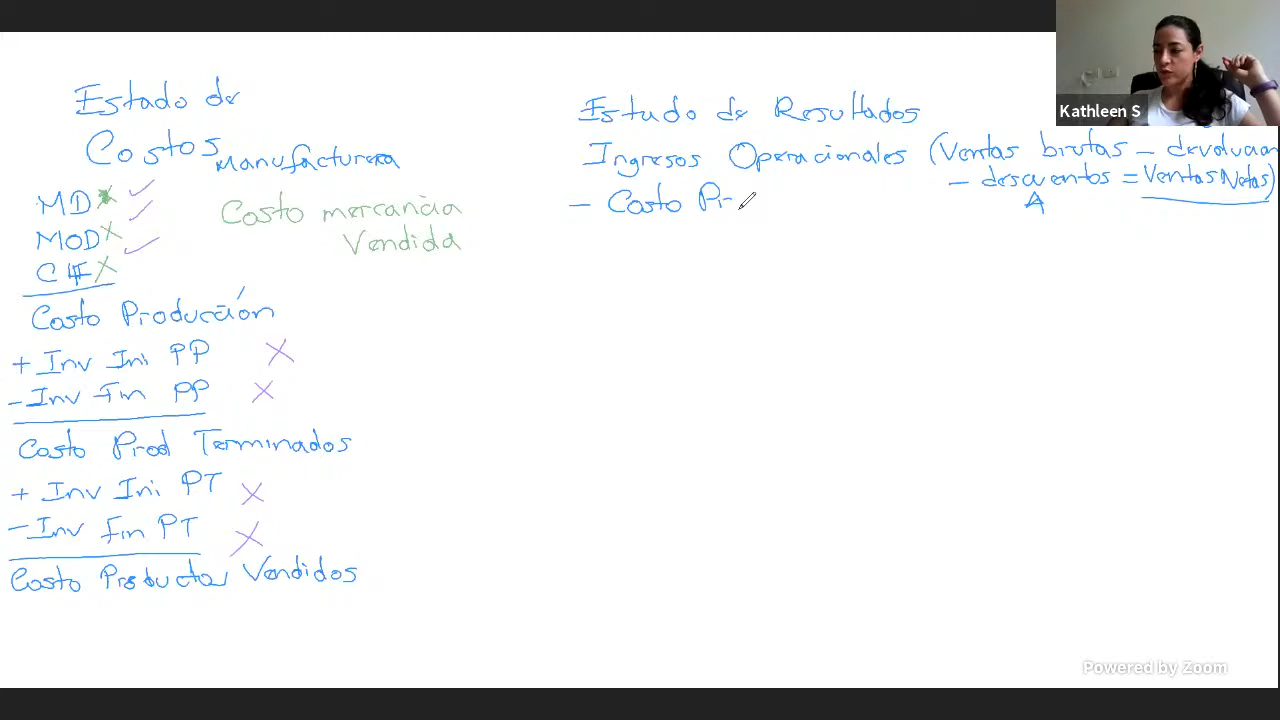 Estado de
Costos Manufacturera
MD
MOD
CIF
Costo mercancia
Vendida
Costo Producción
+ Inv Ini PP
- Inv Fin PP
Costo Prod Terminados
+ Inv Ini PT
- Inv Fin PT
Costo Productos Vendidos
Estado de Resultados
Ingresos Operacionales (Ventas brutas - devolucion
- descuentos = Ventas Netas)
A
- Costo Pr
Kathleen S
Powered by Zoom